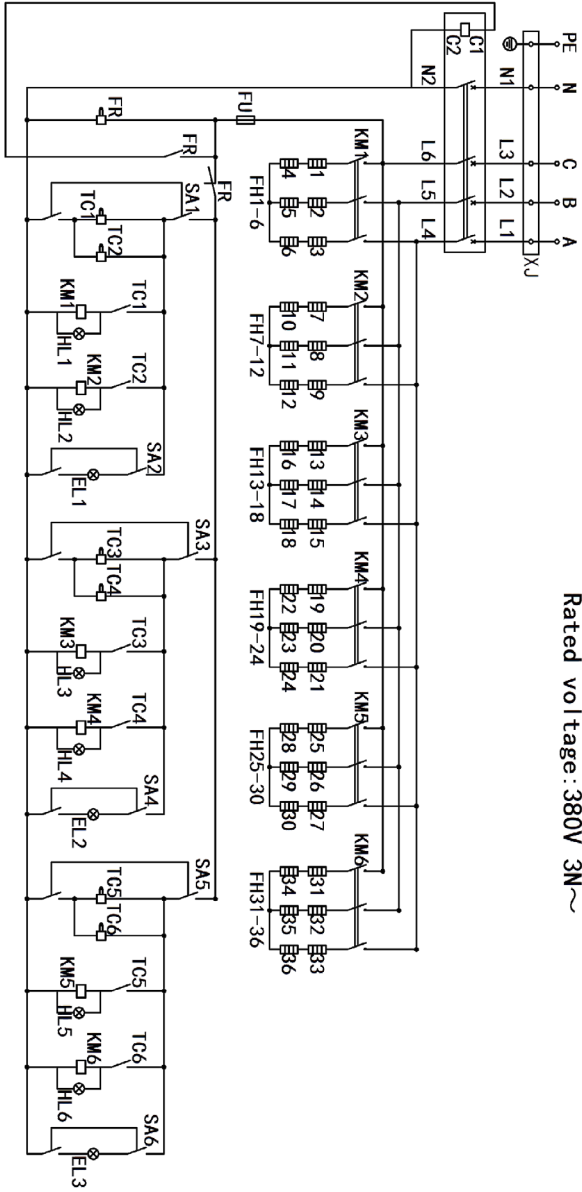 Rated voltage:380V 3N～
PE N C B A
XJ
N1 L3 L2 L1
C1
C2
N2 L6 L5 L4
KM1 KM2 KM3 KM4 KM5 KM6
1 2 3 7 8 9 13 14 15 19 20 21 25 26 27 31 32 33
4 5 6 10 11 12 16 17 18 22 23 24 28 29 30 34 35 36
FH1-6 FH7-12 FH13-18 FH19-24 FH25-30 FH31-36
FU
FR
FR
FR
SA1 SA3 SA5
TC1 TC2 SA2 TC3 TC4 SA4 TC5 TC6 SA6
TC1 TC2 TC3 TC4 TC5 TC6
KM1 KM2 KM3 KM4 KM5 KM6
HL1 HL2 EL1 HL3 HL4 EL2 HL5 HL6 EL3